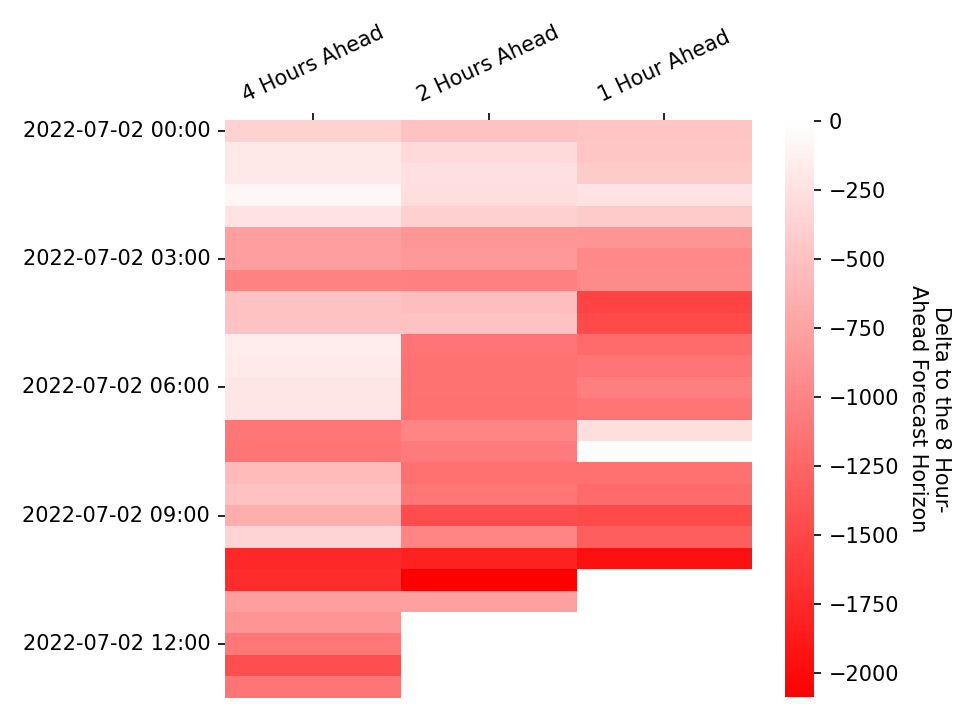 4 Hours Ahead
2 Hours Ahead
1 Hour Ahead
2022-07-02 00:00
2022-07-02 03:00
2022-07-02 06:00
2022-07-02 09:00
2022-07-02 12:00
0
−250
−500
−750
−1000
−1250
−1500
−1750
−2000
Delta to the 8 Hour-
Ahead Forecast Horizon